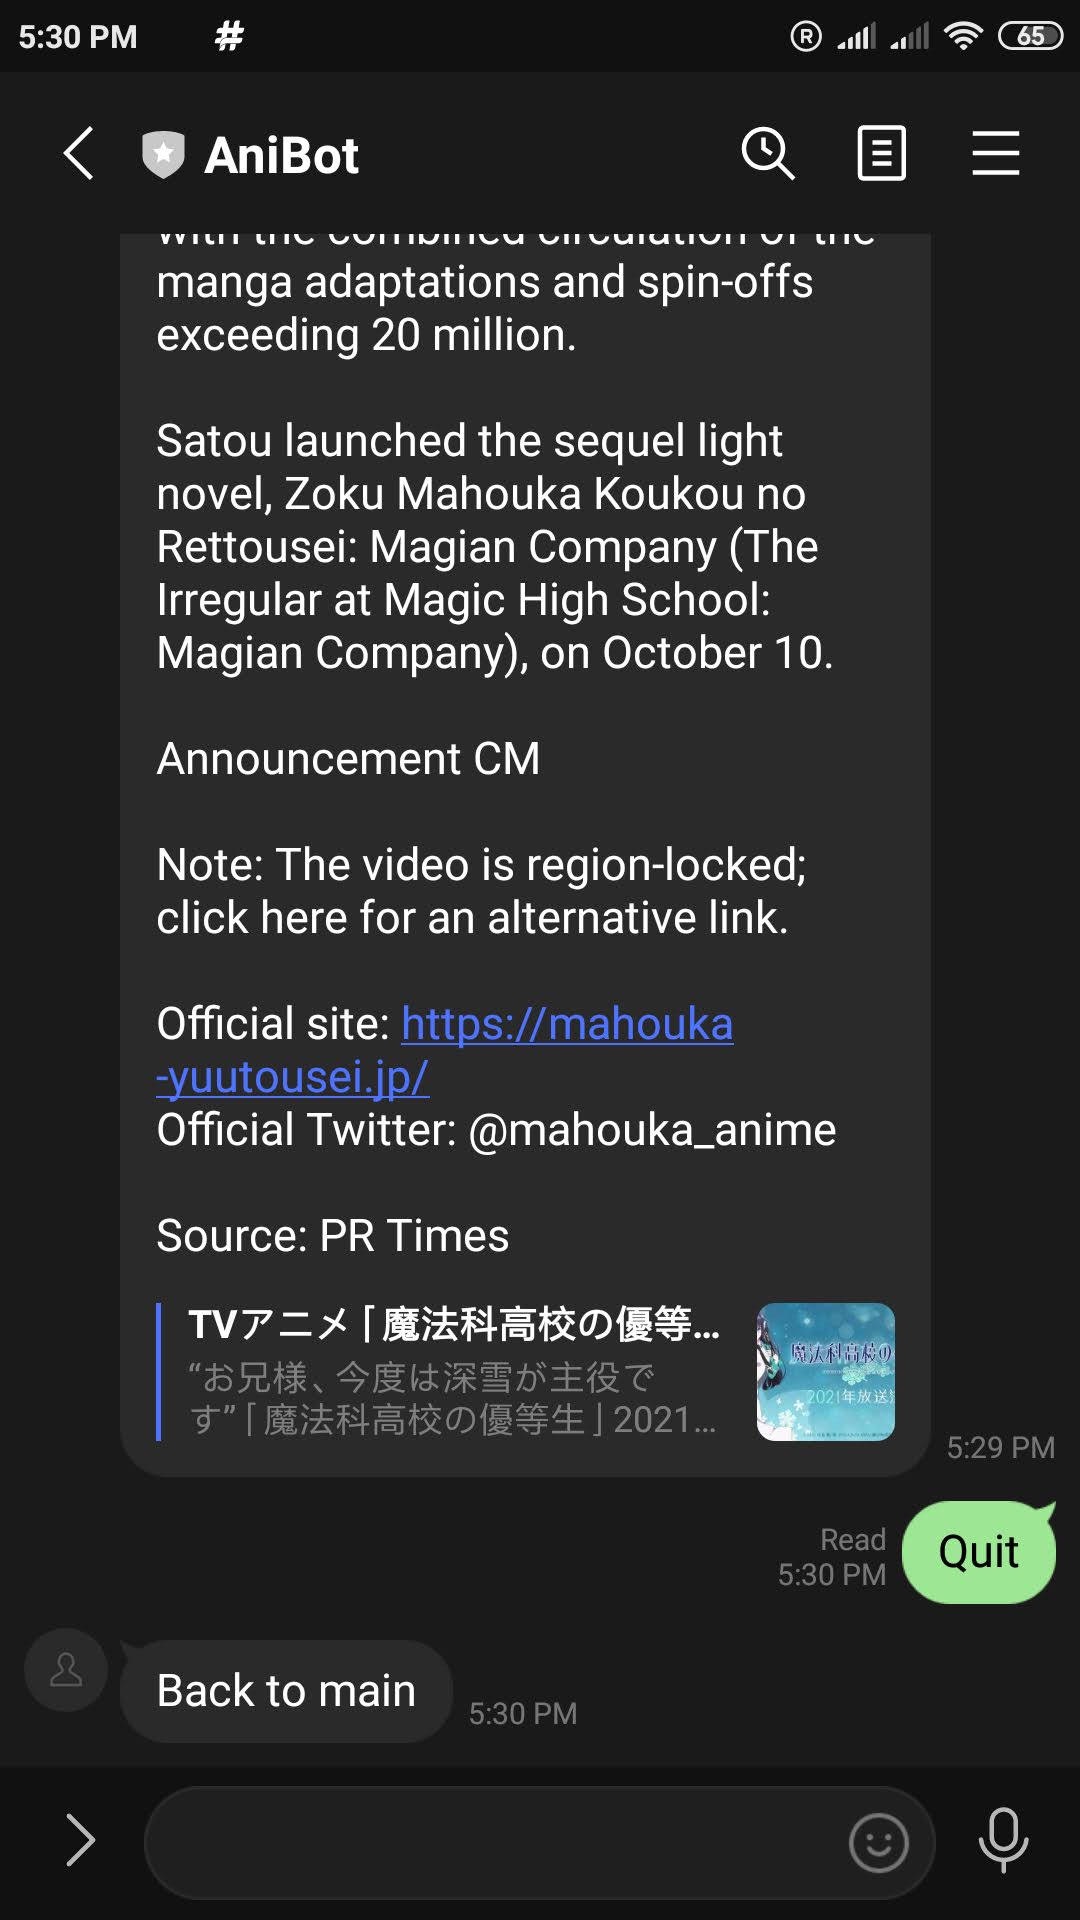 5:30 PM
#
R
65
AniBot
with the combined circulation of the
manga adaptations and spin-offs
exceeding 20 million.
Satou launched the sequel light
novel, Zoku Mahouka Koukou no
Rettousei: Magian Company (The
Irregular at Magic High School:
Magian Company), on October 10.
Announcement CM
Note: The video is region-locked;
click here for an alternative link.
Official site: https://mahouka
-yuutousei.jp/
Official Twitter: @mahouka_anime
Source: PR Times
TVアニメ「魔法科高校の優等...
“お兄様、今度は深雪が主役で
す”「魔法科高校の優等生」2021...
魔法科高校の
2021年放送
5:29 PM
Read
5:30 PM
Quit
Back to main
5:30 PM